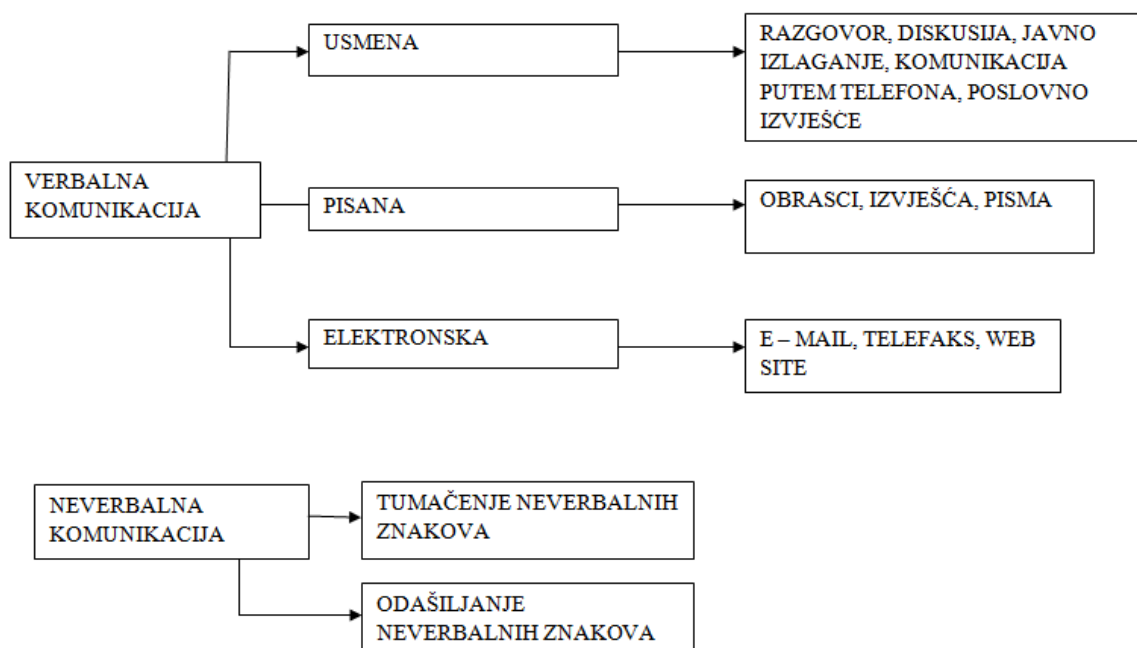 USMENA
RAZGOVOR, DISKUSIJA, JAVNO
IZLAGANJE, KOMUNIKACIJA
PUTEM TELEFONA, POSLOVNO
IZVJEŠĆE
VERBALNA
KOMUNIKACIJA
PISANA
OBRASCI, IZVJEŠĆA, PISMA
ELEKTRONSKA
E – MAIL, TELEFAKS, WEB
SITE
NEVERBALNA
KOMUNIKACIJA
TUMAČENJE NEVERBALNIH
ZNAKOVA
ODAŠILJANJE
NEVERBALNIH ZNAKOVA